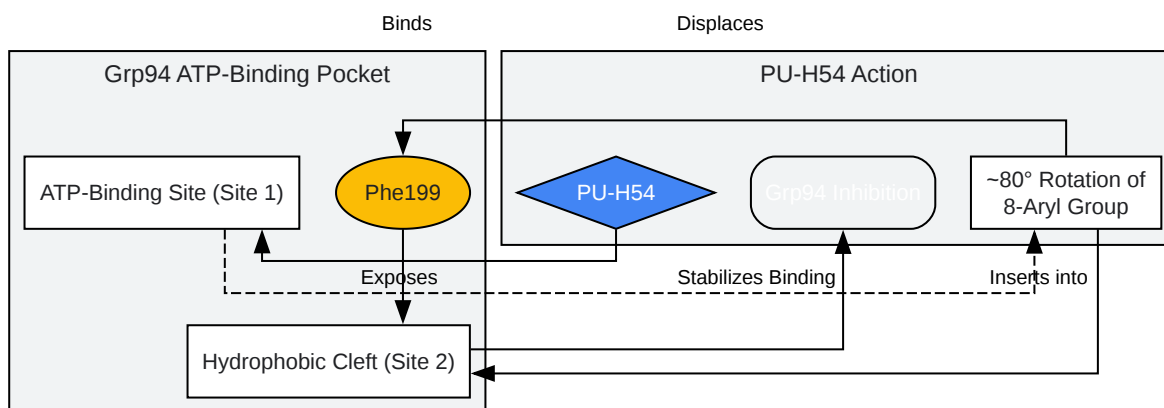 Binds
Displaces
Grp94 ATP-Binding Pocket
PU-H54 Action
ATP-Binding Site (Site 1)
Phe199
PU-H54
Grp94 Inhibition
~80° Rotation of
8-Aryl Group
Exposes
Stabilizes Binding
Inserts into
Hydrophobic Cleft (Site 2)